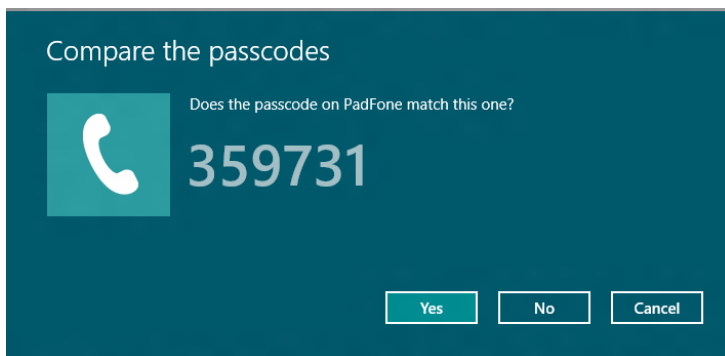 Compare the passcodes
Does the passcode on PadFone match this one?
359731
Yes No Cancel